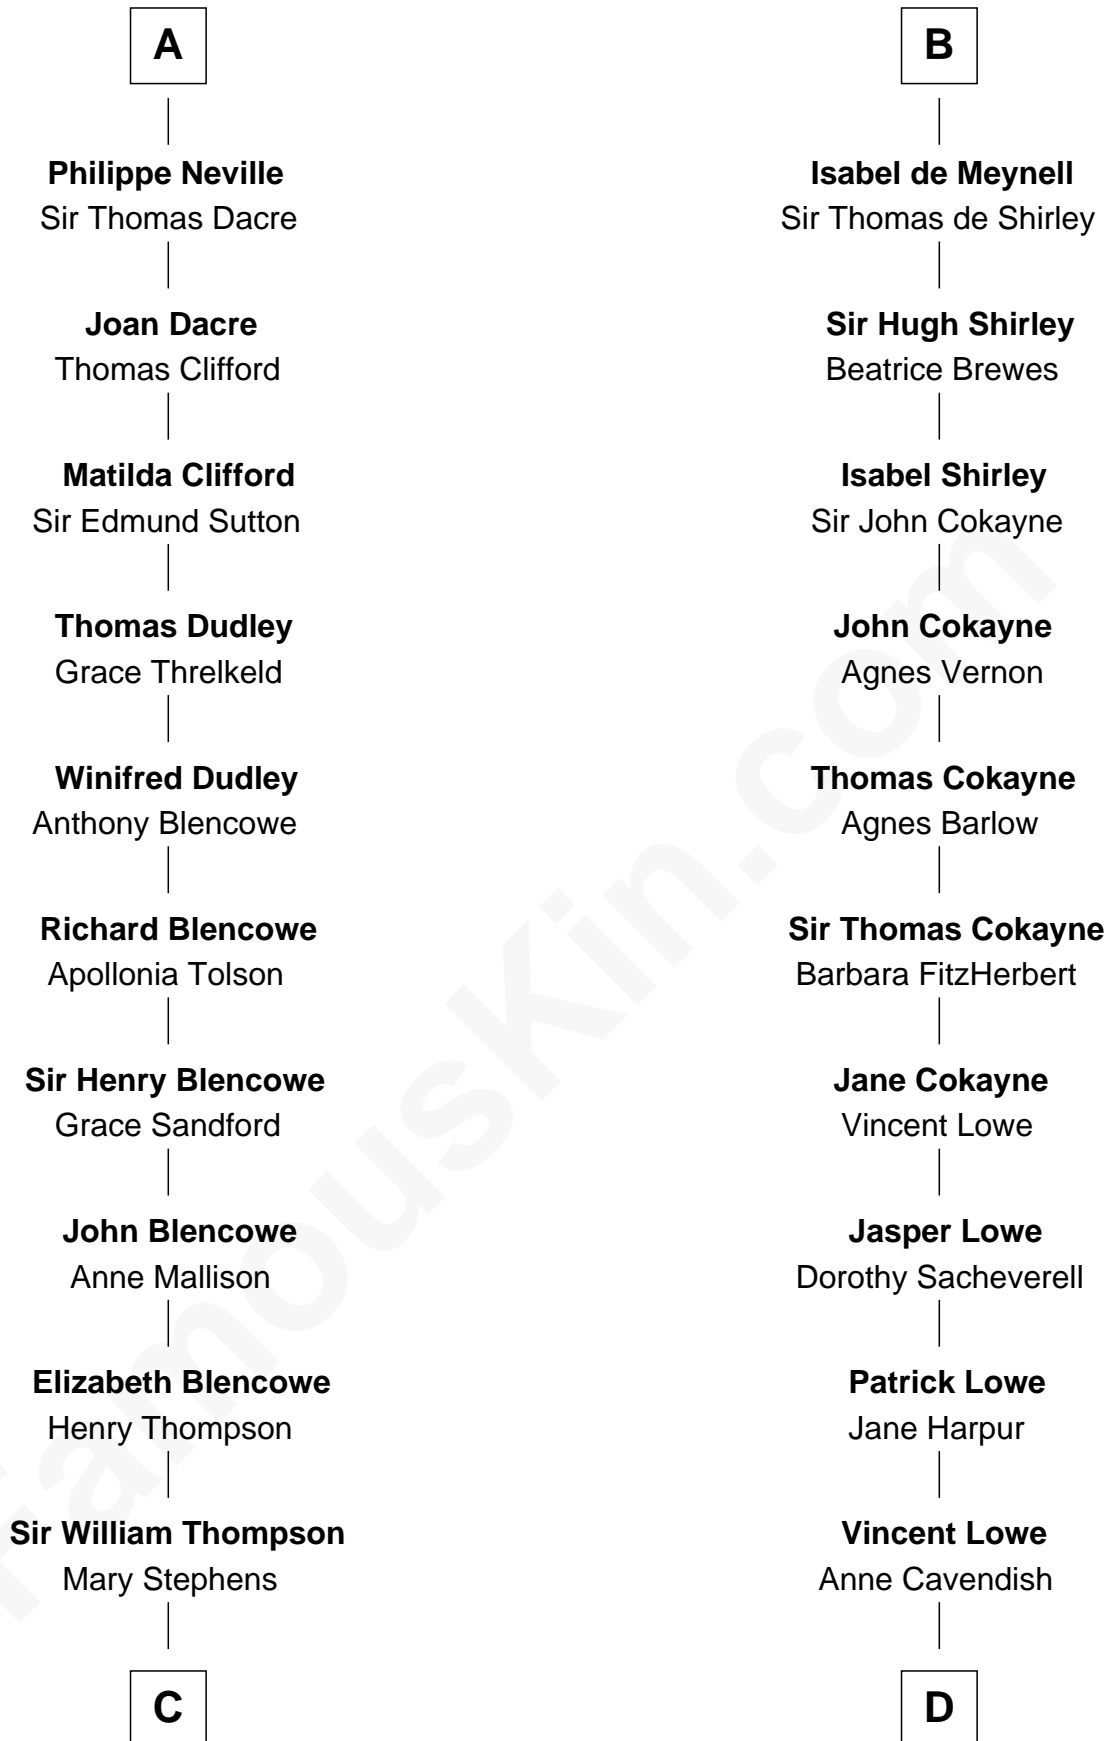 A
Philippe Neville
Sir Thomas Dacre
Joan Dacre
Thomas Clifford
Matilda Clifford
Sir Edmund Sutton
Thomas Dudley
Grace Threlkeld
Winifred Dudley
Anthony Blencowe
Richard Blencowe
Apollonia Tolson
Sir Henry Blencowe
Grace Sandford
John Blencowe
Anne Mallison
Elizabeth Blencowe
Henry Thompson
Sir William Thompson
Mary Stephens
C
B
Isabel de Meynell
Sir Thomas de Shirley
Sir Hugh Shirley
Beatrice Brewes
Isabel Shirley
Sir John Cokayne
John Cokayne
Agnes Vernon
Thomas Cokayne
Agnes Barlow
Sir Thomas Cokayne
Barbara FitzHerbert
Jane Cokayne
Vincent Lowe
Jasper Lowe
Dorothy Sacheverell
Patrick Lowe
Jane Harpur
Vincent Lowe
Anne Cavendish
D
FamousKin.com